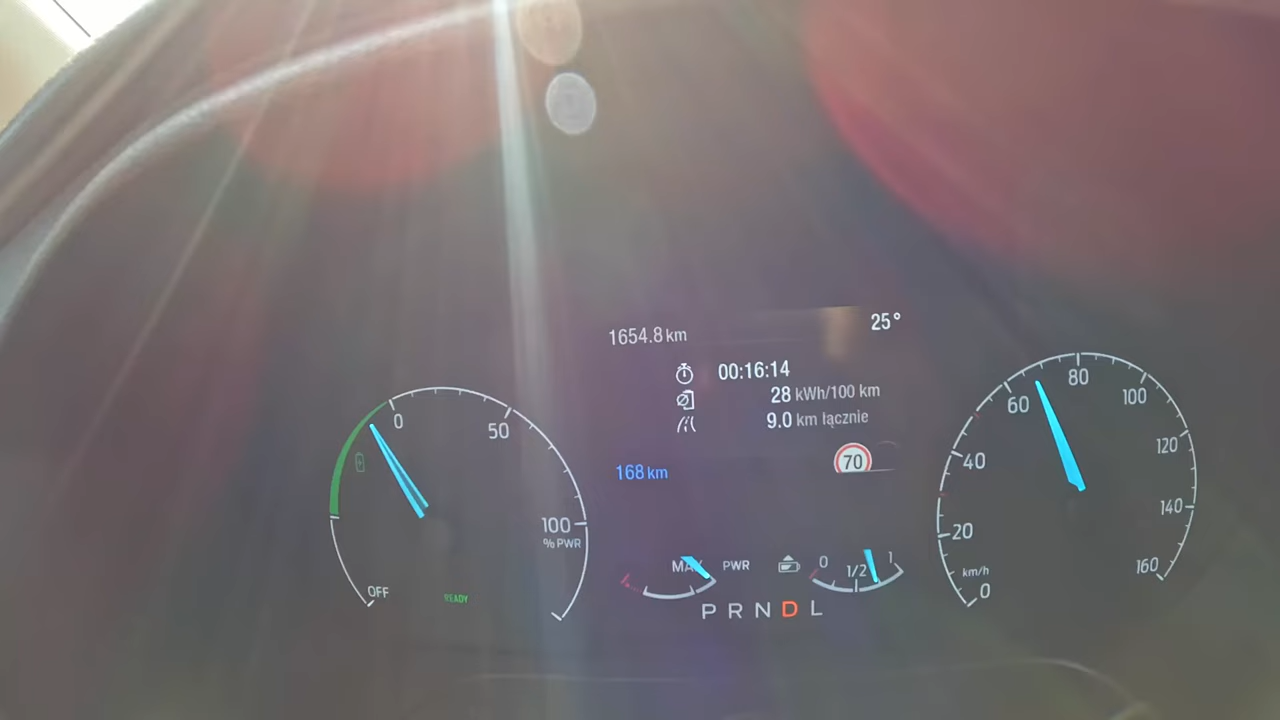 1654.8 km
25°
00:16:14
28 kWh/100 km
9.0 km łącznie
168 km
70
0
50
100
% PWR
OFF
READY
MAX PWR
0
1/2
1
P R N D L
0
20
40
60
80
100
120
140
160
km/h